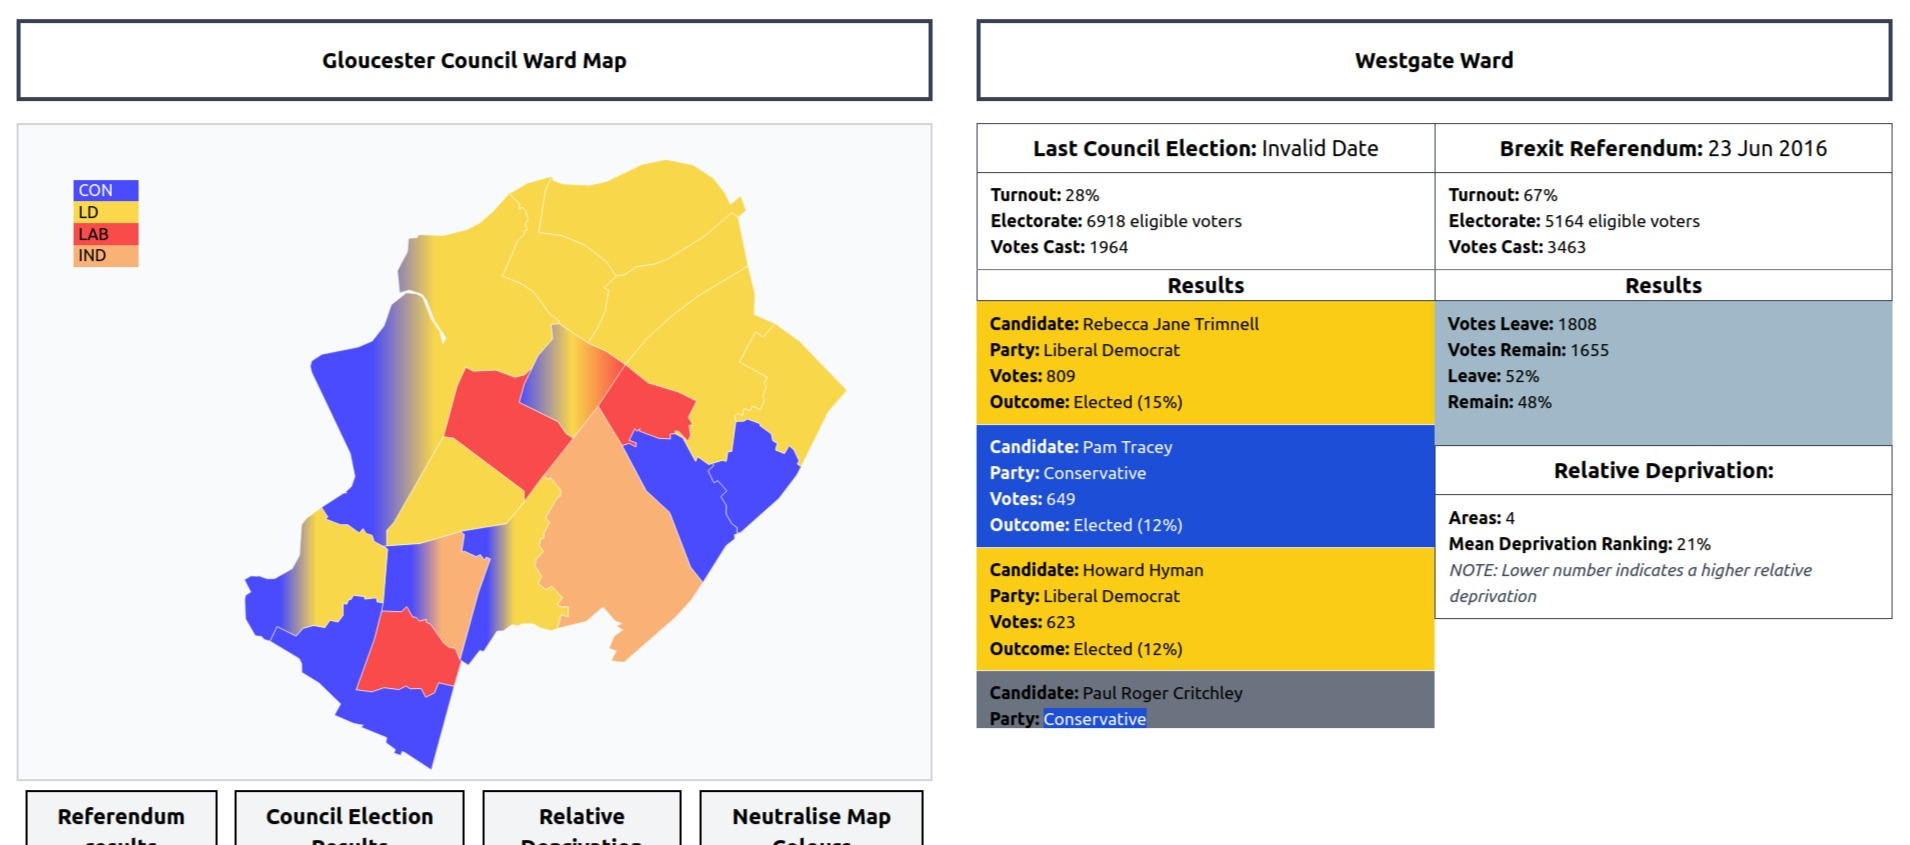 Gloucester Council Ward Map
CON
LD
LAB
IND
Referendum
results
Council Election
Results
Relative
Deprivation
Neutralise Map
Colours
Westgate Ward
Last Council Election: Invalid Date
Turnout: 28%
Electorate: 6918 eligible voters
Votes Cast: 1964
Results
Candidate: Rebecca Jane Trimnell
Party: Liberal Democrat
Votes: 809
Outcome: Elected (15%)
Candidate: Pam Tracey
Party: Conservative
Votes: 649
Outcome: Elected (12%)
Candidate: Howard Hyman
Party: Liberal Democrat
Votes: 623
Outcome: Elected (12%)
Candidate: Paul Roger Critchley
Party: Conservative
Brexit Referendum: 23 Jun 2016
Turnout: 67%
Electorate: 5164 eligible voters
Votes Cast: 3463
Results
Votes Leave: 1808
Votes Remain: 1655
Leave: 52%
Remain: 48%
Relative Deprivation:
Areas: 4
Mean Deprivation Ranking: 21%
NOTE: Lower number indicates a higher relative
deprivation